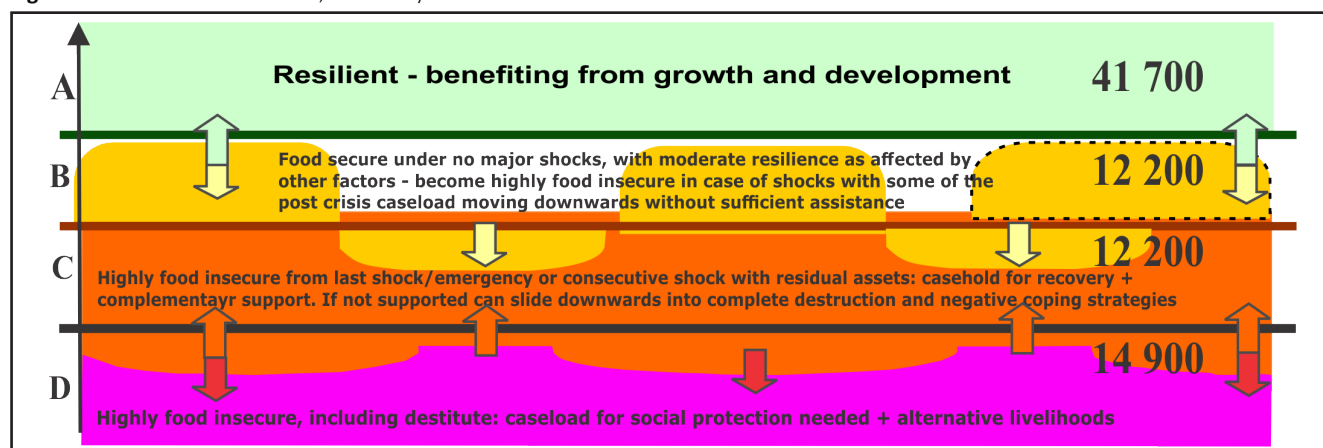 A
Resilient - benefiting from growth and development
41 700
B
Food secure under no major shocks, with moderate resilience as affected by
other factors - become highly food insecure in case of shocks with some of the
post crisis caseload moving downwards without sufficient assistance
12 200
12 200
C
Highly food insecure from last shock/emergency or consecutive shock with residual assets: casehold for recovery +
complementayr support. If not supported can slide downwards into complete destruction and negative coping strategies
14 900
D
Highly food insecure, including destitute: caseload for social protection needed + alternative livelihoods